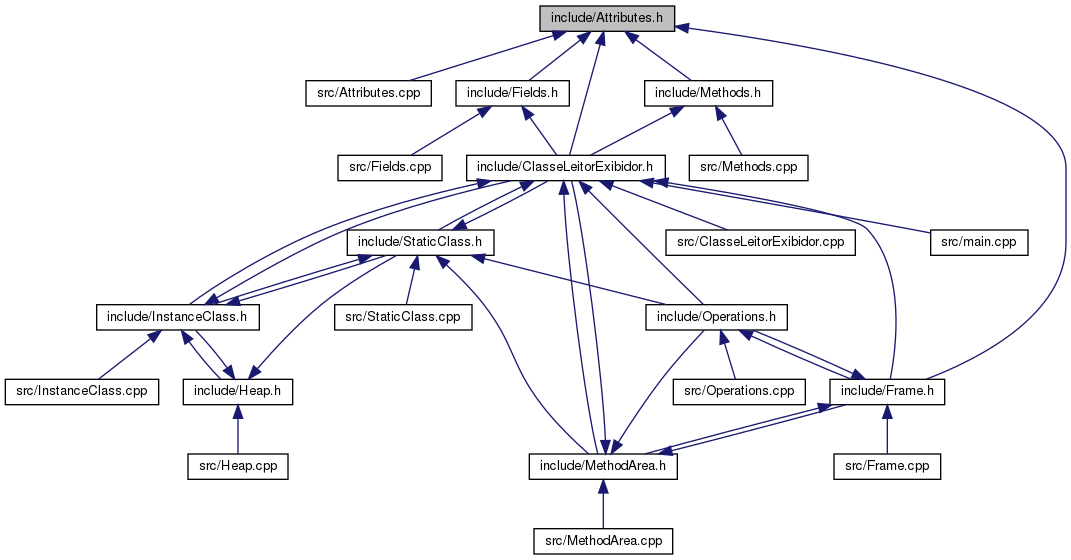 include/Attributes.h
src/Attributes.cpp
include/Fields.h
include/Methods.h
src/Fields.cpp
include/ClasseLeitorExibidor.h
src/Methods.cpp
include/StaticClass.h
src/ClasseLeitorExibidor.cpp
src/main.cpp
include/InstanceClass.h
src/StaticClass.cpp
include/Operations.h
src/InstanceClass.cpp
include/Heap.h
src/Operations.cpp
include/Frame.h
src/Heap.cpp
include/MethodArea.h
src/Frame.cpp
src/MethodArea.cpp